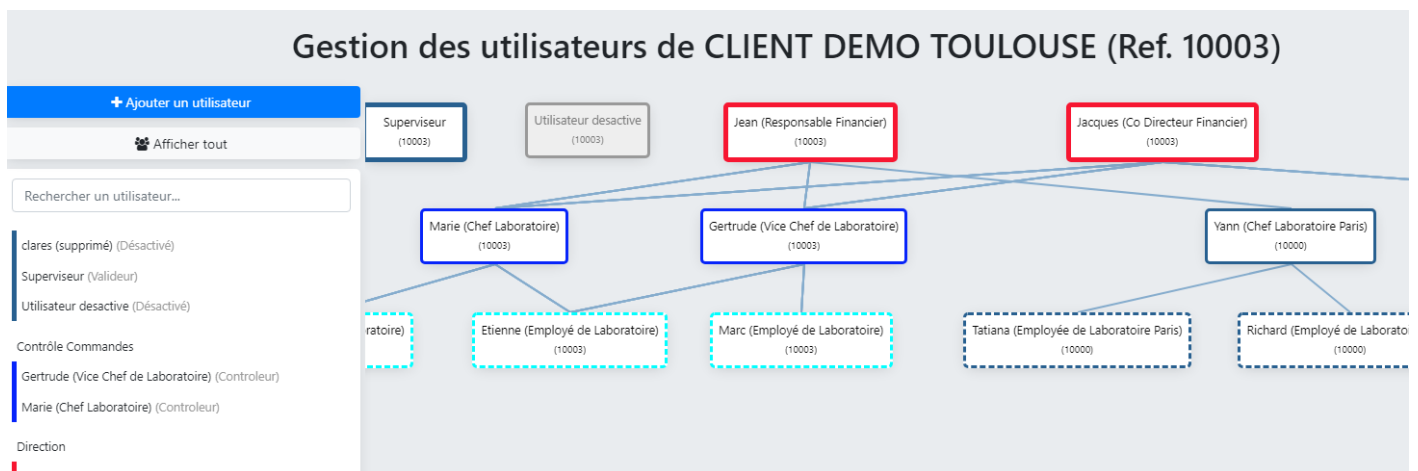 Gestion des utilisateurs de CLIENT DEMO TOULOUSE (Ref. 10003)
Ajouter un utilisateur
Afficher tout
Rechercher un utilisateur...
clares (supprimé) (Désactivé)
Superviseur (Valideur)
Utilisateur desactive (Désactivé)
Contrôle Commandes
Gertrude (Vice Chef de Laboratoire) (Controleur)
Marie (Chef Laboratoire) (Controleur)
Direction
Superviseur
(10003)
Utilisateur desactive
(10003)
Jean (Responsable Financier)
(10003)
Jacques (Co Directeur Financier)
(10003)
Marie (Chef Laboratoire)
(10003)
Gertrude (Vice Chef de Laboratoire)
(10003)
Yann (Chef Laboratoire Paris)
(10000)
ratoire)
Etienne (Employé de Laboratoire)
(10003)
Marc (Employé de Laboratoire)
(10003)
Tatiana (Employée de Laboratoire Paris)
(10000)
Richard (Employé de Laboratoi
(10000)